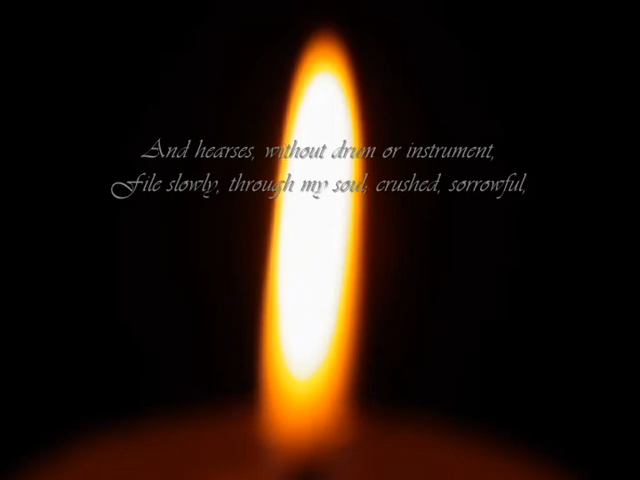 And hearses, without drum or instrument,
File slowly, through my soul; crushed, sorrowful,